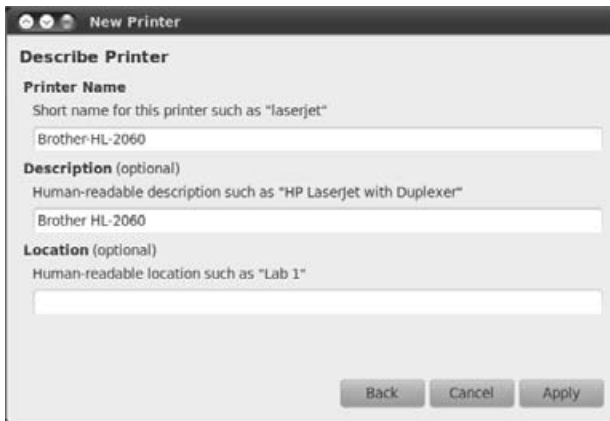 New Printer
Describe Printer
Printer Name
Short name for this printer such as "laserjet"
Brother-HL-2060
Description (optional)
Human-readable description such as "HP LaserJet with Duplexer"
Brother HL-2060
Location (optional)
Human-readable location such as "Lab 1"
Back Cancel Apply